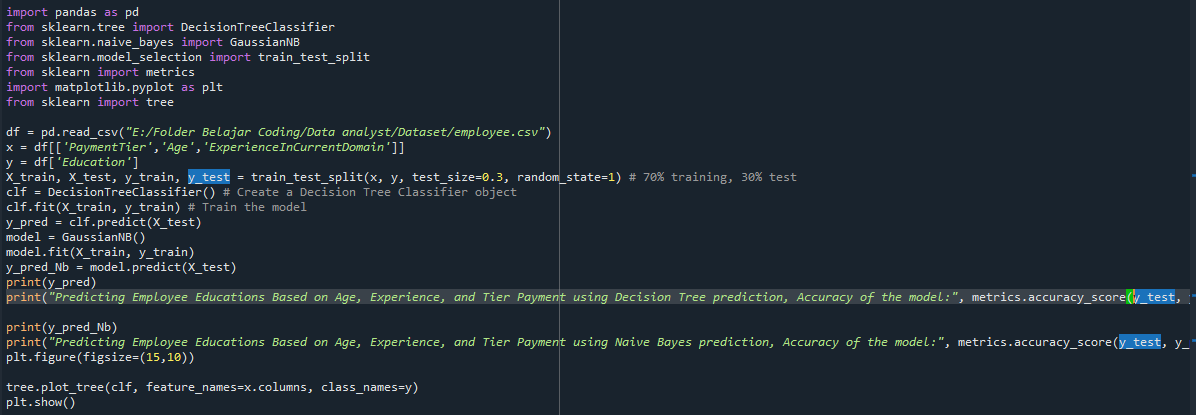 import pandas as pd
from sklearn.tree import DecisionTreeClassifier
from sklearn.naive_bayes import GaussianNB
from sklearn.model_selection import train_test_split
from sklearn import metrics
import matplotlib.pyplot as plt
from sklearn import tree
df = pd.read_csv("E:/Folder Belajar Coding/Data analyst/Dataset/employee.csv")
x = df[['PaymentTier','Age','ExperienceInCurrentDomain']]
y = df['Education']
X_train, X_test, y_train, y_test = train_test_split(x, y, test_size=0.3, random_state=1) # 70% training, 30% test
clf = DecisionTreeClassifier() # Create a Decision Tree Classifier object
clf.fit(X_train, y_train) # Train the model
y_pred = clf.predict(X_test)
model = GaussianNB()
model.fit(X_train, y_train)
y_pred_Nb = model.predict(X_test)
print(y_pred)
print("Predicting Employee Educations Based on Age, Experience, and Tier Payment using Decision Tree prediction, Accuracy of the model:", metrics.accuracy_score(y_test,
print(y_pred_Nb)
print("Predicting Employee Educations Based on Age, Experience, and Tier Payment using Naive Bayes prediction, Accuracy of the model:", metrics.accuracy_score(y_test, y_
plt.figure(figsize=(15,10))
tree.plot_tree(clf, feature_names=x.columns, class_names=y)
plt.show()